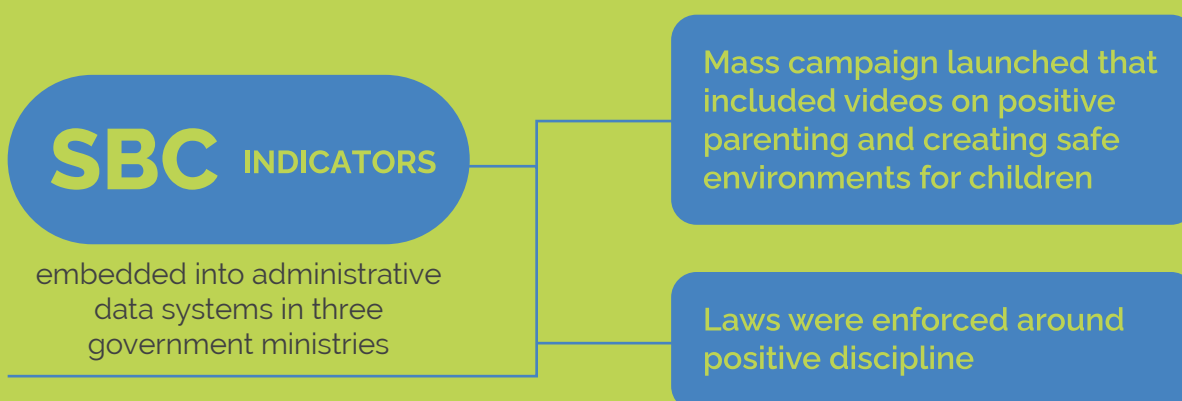 SBC INDICATORS
embedded into administrative
data systems in three
government ministries
Mass campaign launched that
included videos on positive
parenting and creating safe
environments for children
Laws were enforced around
positive discipline